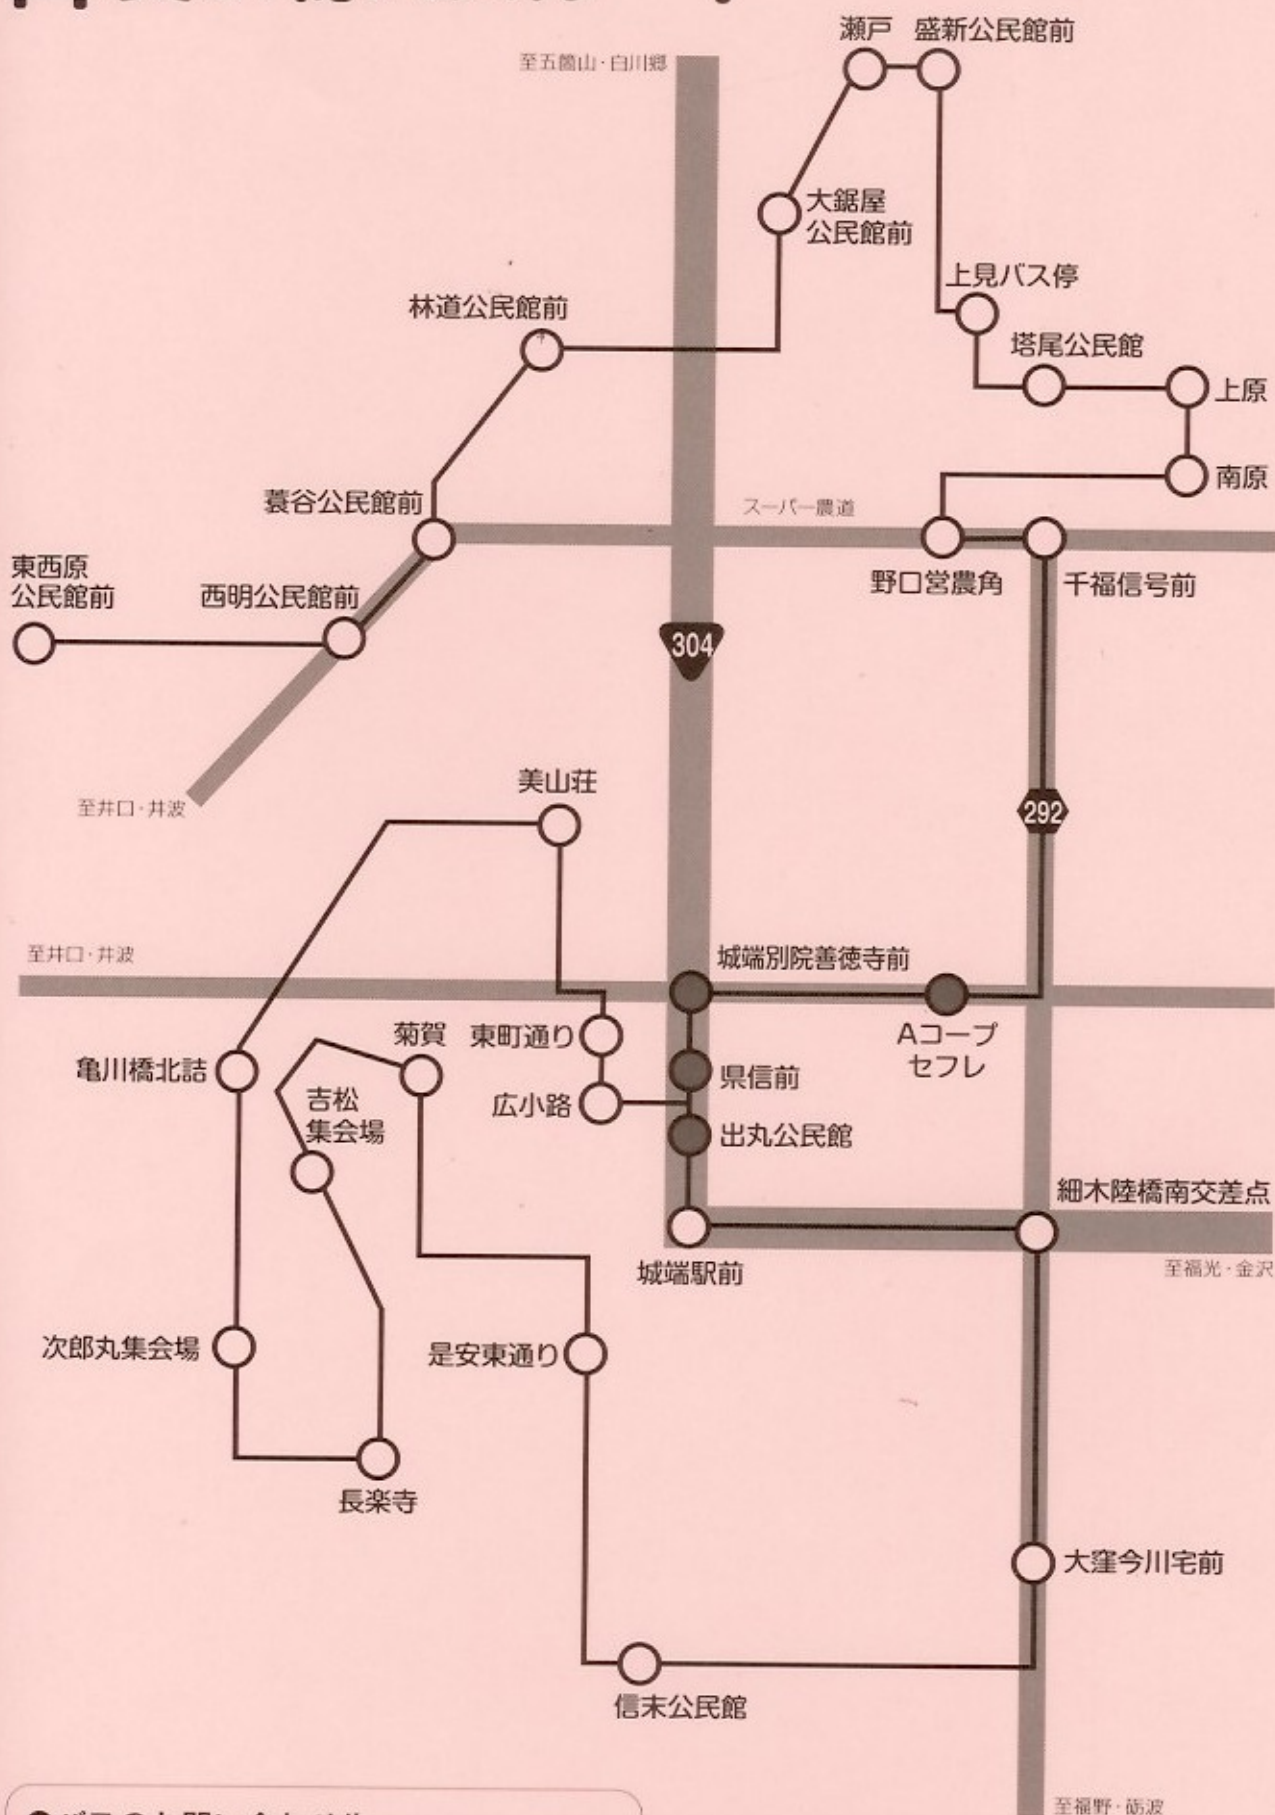 瀬戸
盛新公民館前
至五箇山・白川郷
大鋸屋
公民館前
上見バス停
林道公民館前
塔尾公民館
上原
南原
蓑谷公民館前
スーパー農道
東西原
公民館前
西明公民館前
野口営農角
千福信号前
304
至井口・井波
美山荘
292
至井口・井波
城端別院善徳寺前
菊賀
東町通り
Aコープ
セフレ
亀川橋北詰
県信前
吉松
集会場
広小路
出丸公民館
細木陸橋南交差点
城端駅前
至福光・金沢
次郎丸集会場
是安東通り
長楽寺
大窪今川宅前
信末公民館
至福野・砺波